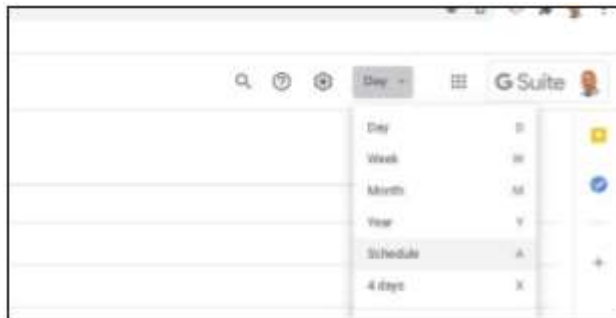 Day
G Suite
Day D
Week W
Month M
Year Y
Schedule A
4 days X